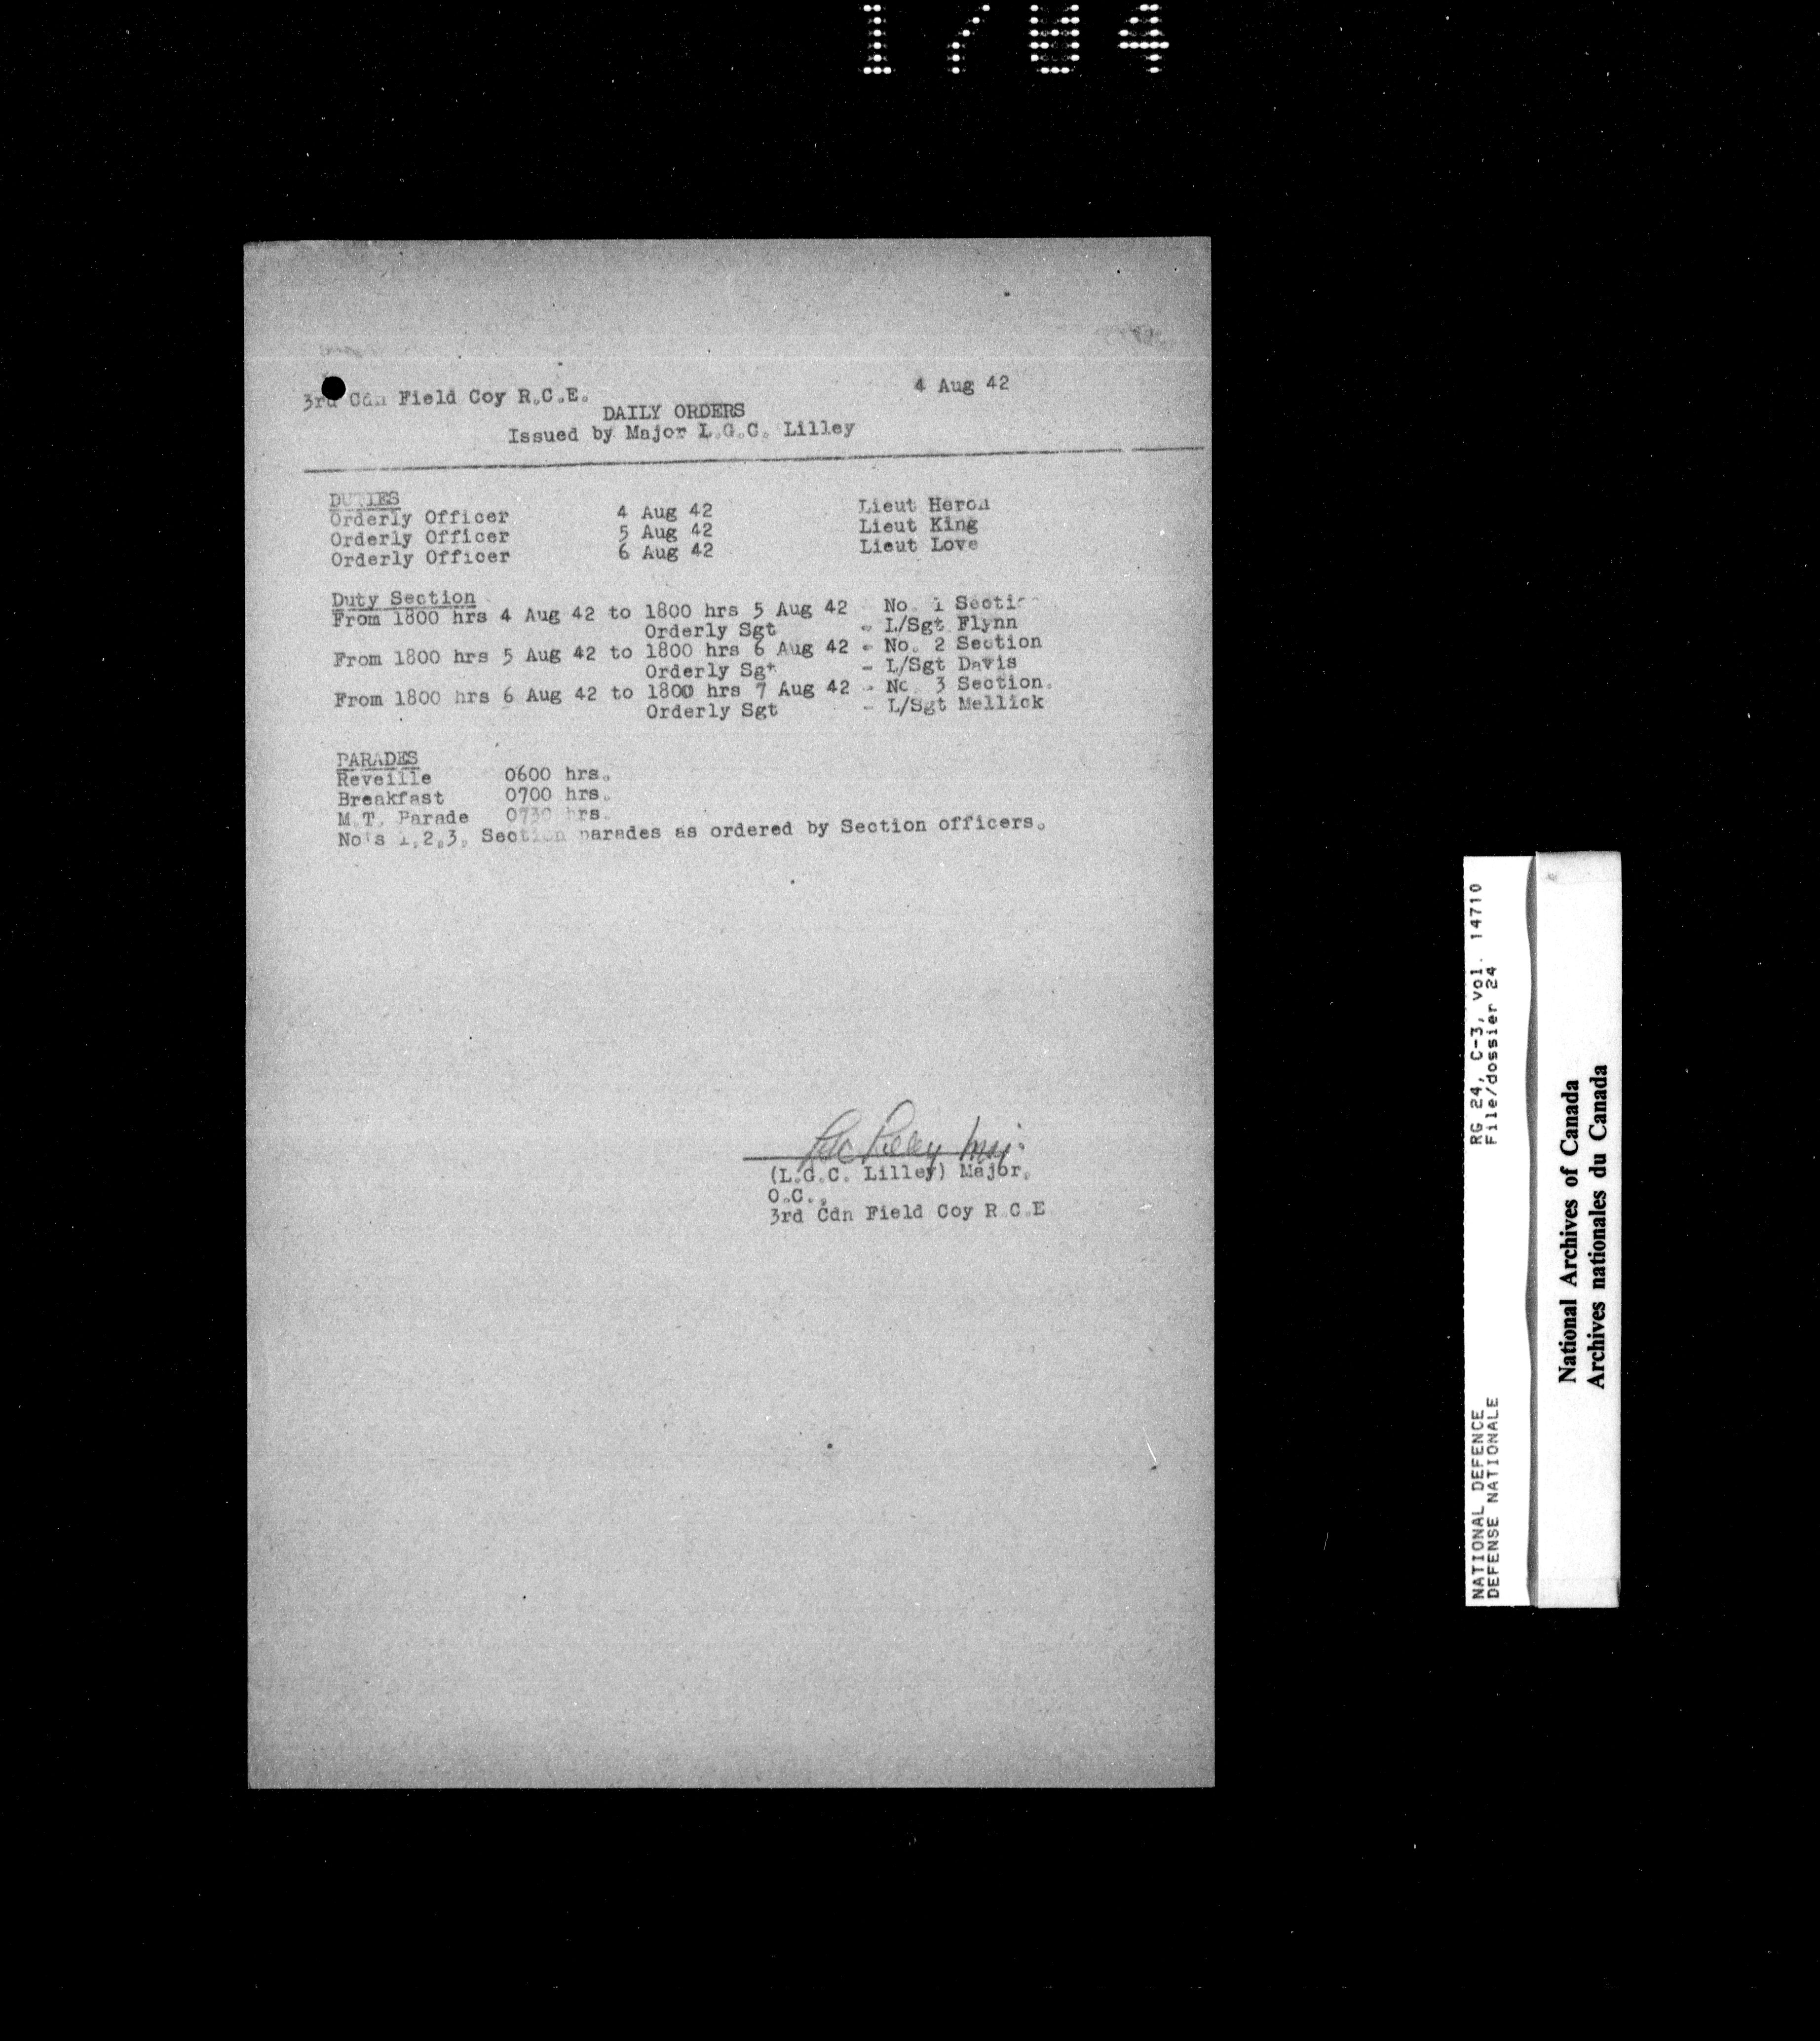 1704
3rd Cdn Field Coy R.C.E. 4 Aug 42
DAILY ORDERS
Issued by Major L.G.C. Lilley
DUTIES
Orderly Officer 4 Aug 42 Lieut Heron
Orderly Officer 5 Aug 42 Lieut King
Orderly Officer 6 Aug 42 Lieut Love
Duty Section
From 1800 hrs 4 Aug 42 to 1800 hrs 5 Aug 42 No. 1 Section
Orderly Sgt - L/Sgt Flynn
From 1800 hrs 5 Aug 42 to 1800 hrs 6 Aug 42 - No. 2 Section
Orderly Sgt - L/Sgt Davis
From 1800 hrs 6 Aug 42 to 1800 hrs 7 Aug 42 - No. 3 Section.
Orderly Sgt - L/Sgt Mellick
PARADES
Reveille 0600 hrs.
Breakfast 0700 hrs.
M.T. Parade 0730 hrs.
No's 1,2,3, Section parades as ordered by Section officers.
LGC Lilley Maj.
(L.G.C. Lilley) Major,
O.C.,
3rd Cdn Field Coy R.C.E
NATIONAL DEFENCE RG 24, C-3, vol. 14710
DEFENSE NATIONALE File/dossier 24
National Archives of Canada
Archives nationales du Canada